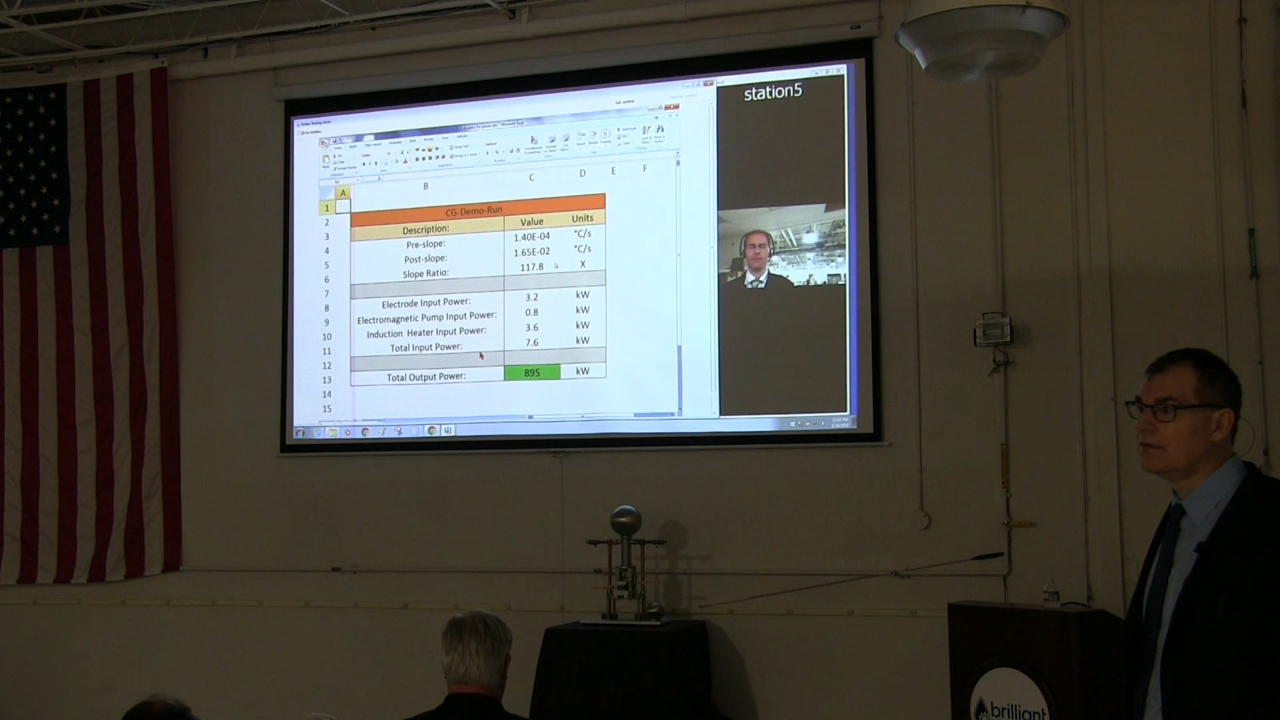 station5
A B C D E F
1
2 CG-Demo-Run
3 Description: Value Units
4 Pre-slope: 1.40E-04 °C/s
5 Post-slope: 1.65E-02 °C/s
6 Slope Ratio: 117.8 X
7
8 Electrode Input Power: 3.2 kW
9 Electromagnetic Pump Input Power: 0.8 kW
10 Induction Heater Input Power: 3.6 kW
11 Total Input Power: 7.6 kW
12
13 Total Output Power: 895 kW
14
15
brilliant